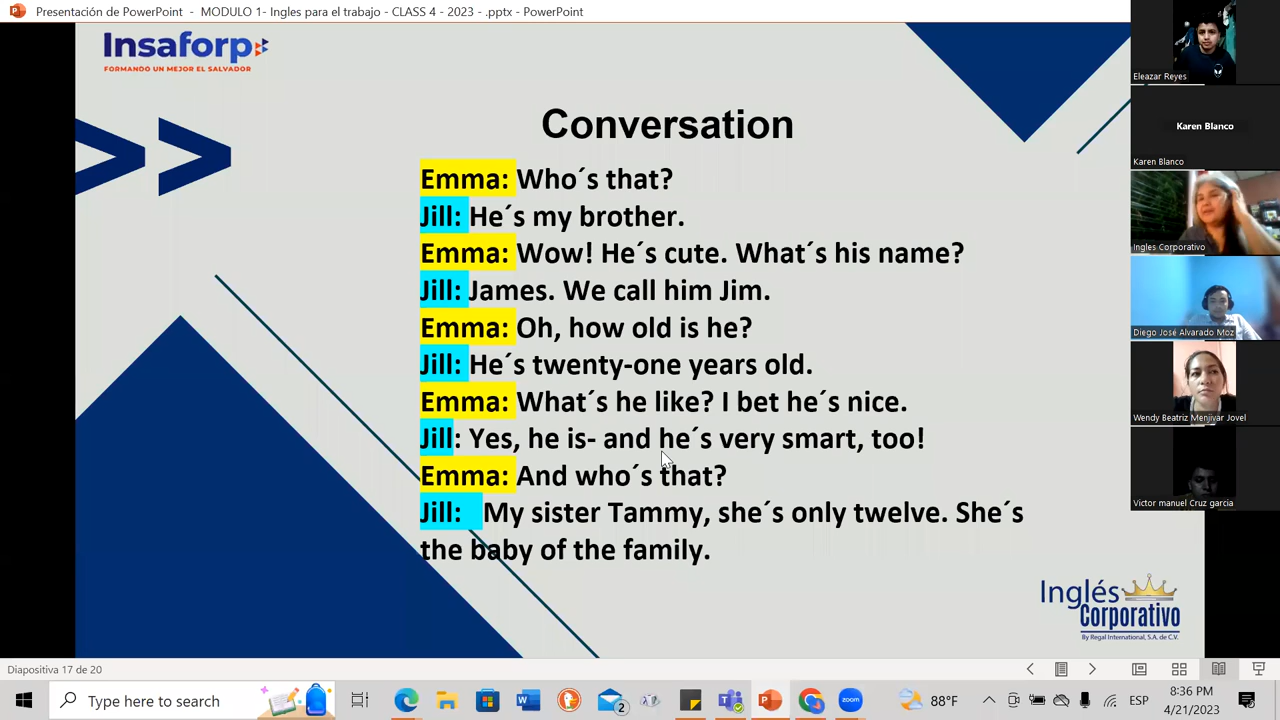 Presentación de PowerPoint - MODULO 1- Ingles para el trabajo - CLASS 4 - 2023 - .pptx - PowerPoint
Insaforp
FORMANDO UN MEJOR EL SALVADOR
>>
Conversation
Emma: Who´s that?
Jill: He´s my brother.
Emma: Wow! He´s cute. What´s his name?
Jill: James. We call him Jim.
Emma: Oh, how old is he?
Jill: He´s twenty-one years old.
Emma: What´s he like? I bet he´s nice.
Jill: Yes, he is- and he´s very smart, too!
Emma: And who´s that?
Jill: My sister Tammy, she´s only twelve. She´s
the baby of the family.
Inglés
Corporativo
By Regal International, S.A. de C.V.
Eleazar Reyes
Karen Blanco
Karen Blanco
Ingles Corporativo
Diego José Alvarado Moz
Wendy Beatriz Menjivar Jovel
Victor manuel Cruz garcia
Diapositiva 17 de 20
Type here to search
2
88°F
ESP
8:36 PM
4/21/2023